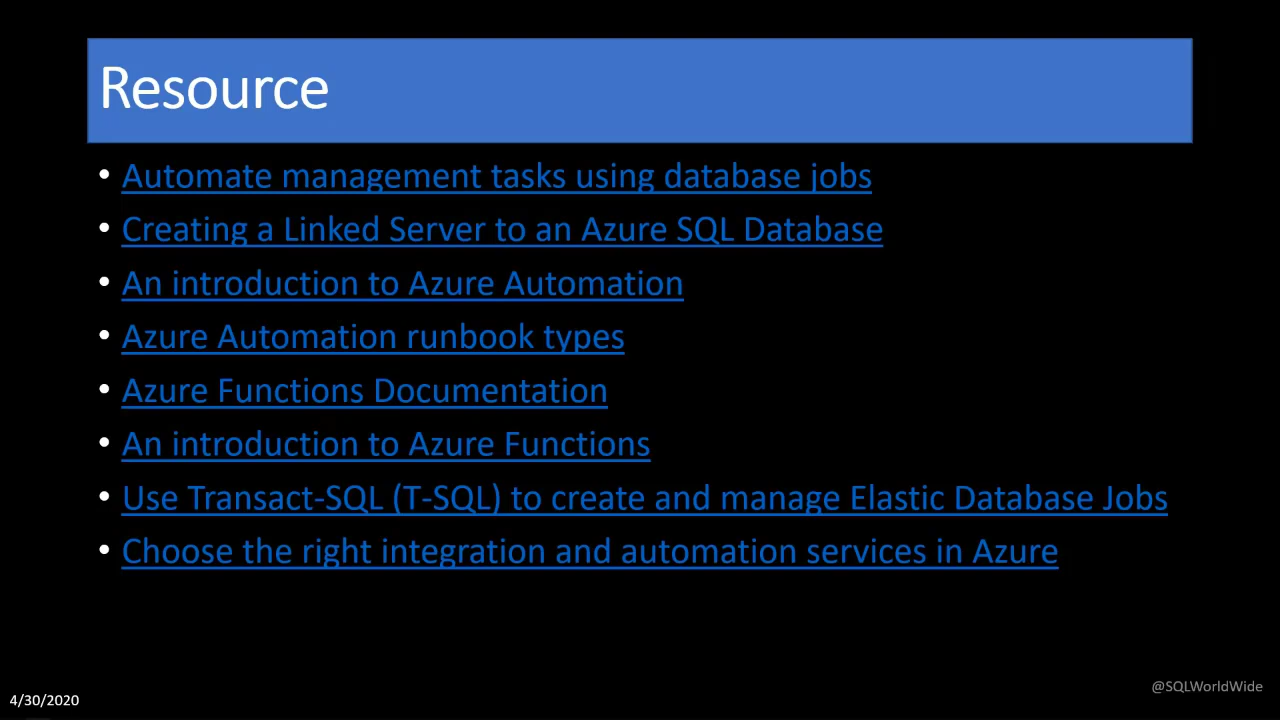 Resource
• Automate management tasks using database jobs
• Creating a Linked Server to an Azure SQL Database
• An introduction to Azure Automation
• Azure Automation runbook types
• Azure Functions Documentation
• An introduction to Azure Functions
• Use Transact-SQL (T-SQL) to create and manage Elastic Database Jobs
• Choose the right integration and automation services in Azure
@SQLWorldWide
4/30/2020